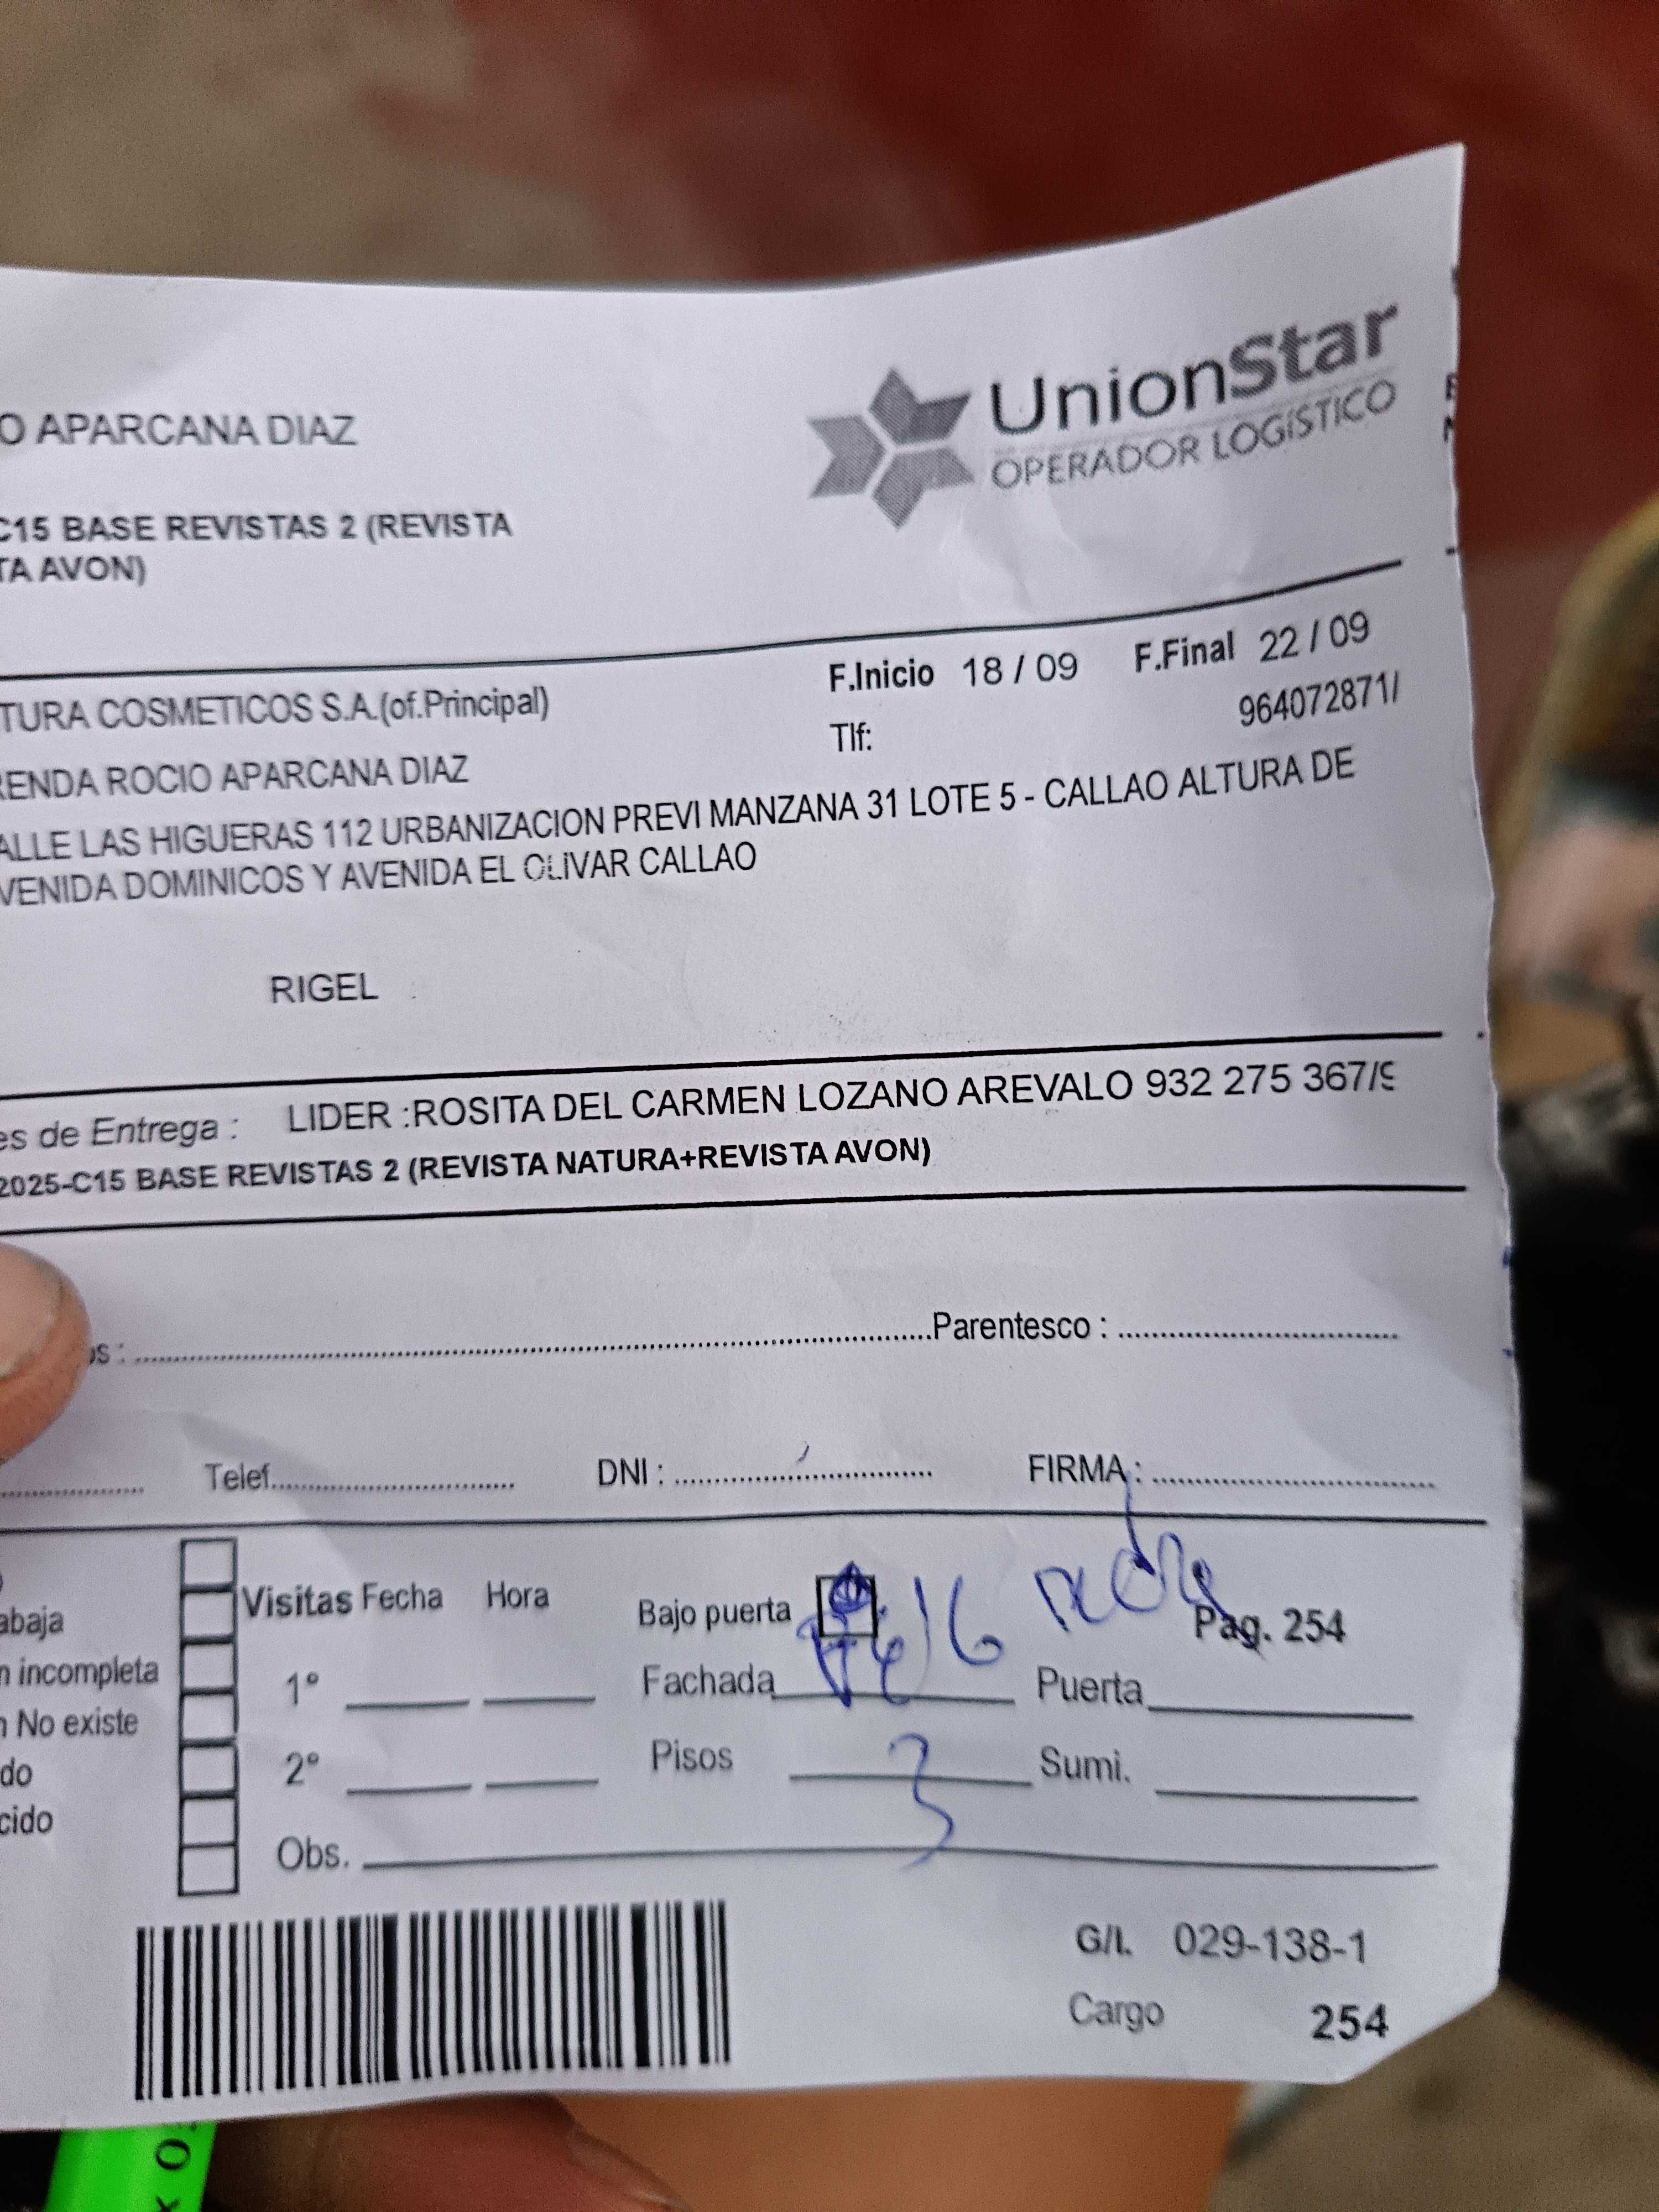 UnionStar
OPERADOR LOGÍSTICO
O APARCANA DIAZ
C15 BASE REVISTAS 2 (REVISTA
TA AVON)
F.Inicio 18 / 09 F.Final 22 / 09
TURA COSMETICOS S.A.(of.Principal)
Tlf: 964072871/
RENDA ROCIO APARCANA DIAZ
ALLE LAS HIGUERAS 112 URBANIZACION PREVI MANZANA 31 LOTE 5 - CALLAO ALTURA DE
VENIDA DOMINICOS Y AVENIDA EL OLIVAR CALLAO
RIGEL
es de Entrega : LIDER :ROSITA DEL CARMEN LOZANO AREVALO 932 275 367/9
2025-C15 BASE REVISTAS 2 (REVISTA NATURA+REVISTA AVON)
os : Parentesco :
Telef. DNI : FIRMA :
Visitas Fecha Hora Bajo puerta Pag. 254
abaja
n incompleta 1° Fachada Puerta
n No existe
do 2° Pisos 3 Sumi.
cido
Obs.
G/I. 029-138-1
Cargo 254